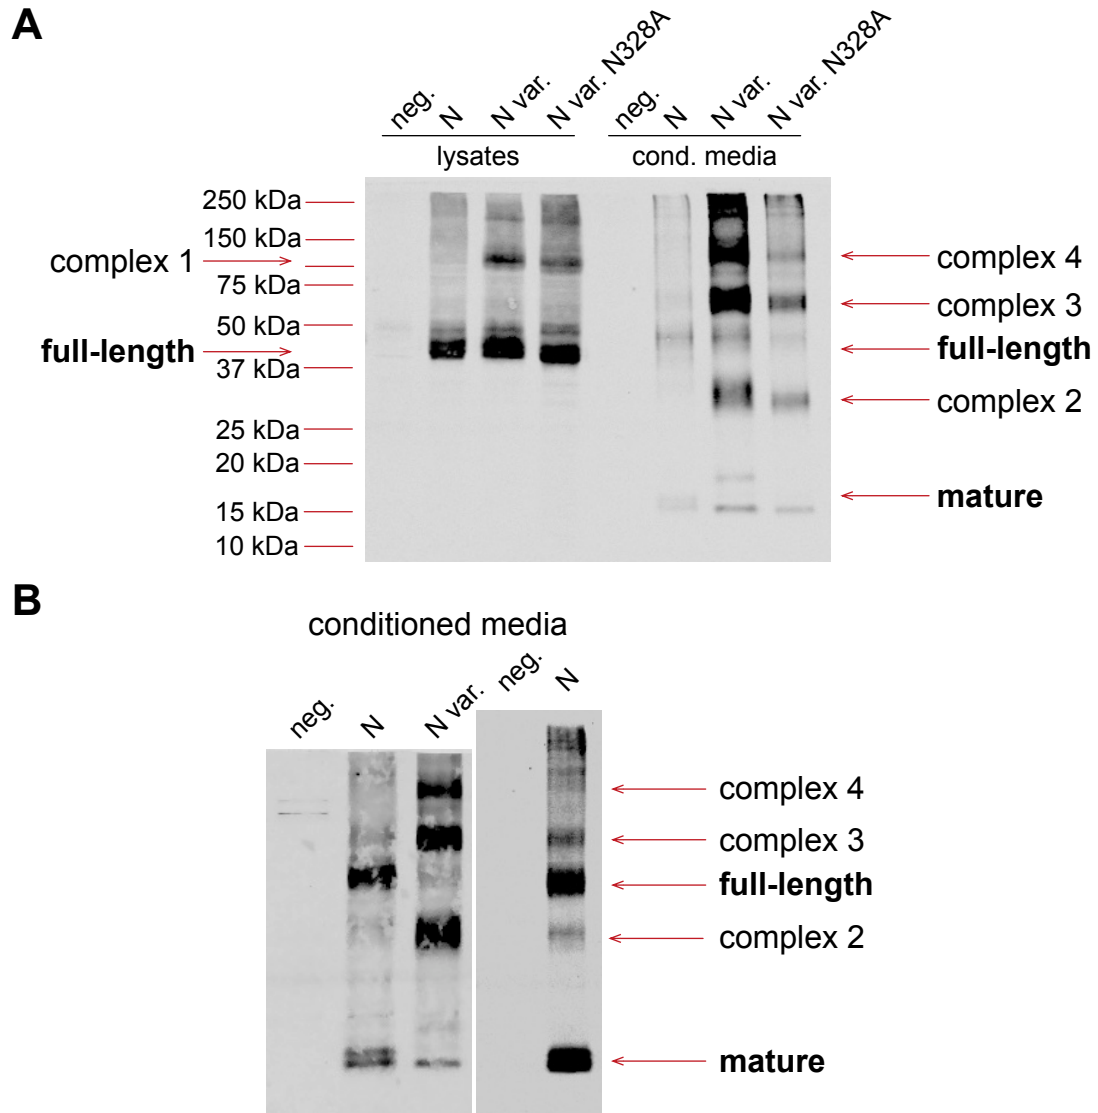 A
neg.
N
N var.
N var. N328A
neg.
N
N var.
N var. N328A
lysates
cond. media
250 kDa
150 kDa
complex 1
75 kDa
50 kDa
full-length
37 kDa
25 kDa
20 kDa
15 kDa
10 kDa
complex 4
complex 3
full-length
complex 2
mature
B
conditioned media
neg.
N
N var.
neg.
N
complex 4
complex 3
full-length
complex 2
mature